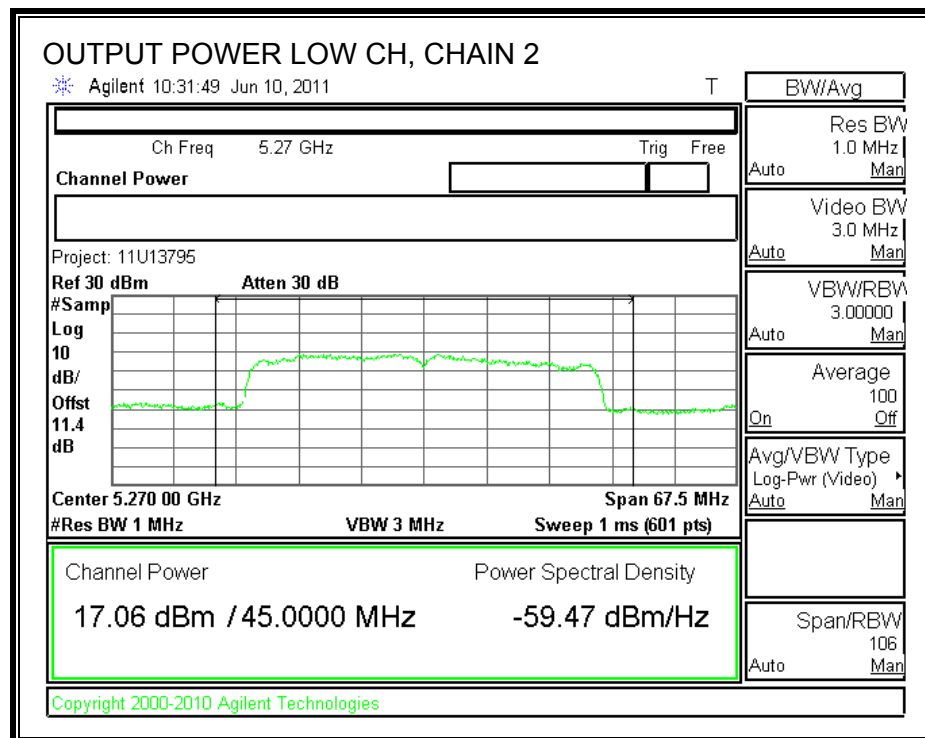 OUTPUT POWER LOW CH, CHAIN 2
Agilent 10:31:49 Jun 10, 2011 T
BW/Avg
Res BW
1.0 MHz
Auto Man
Ch Freq 5.27 GHz Trig Free
Channel Power
Video BW
3.0 MHz
Auto Man
Project: 11U13795
Ref 30 dBm Atten 30 dB
#Samp
Log
10
dB/
Offst
11.4
dB
VBW/RBW
3.00000
Auto Man
Average
100
On Off
Avg/VBW Type
Log-Pwr (Video)
Auto Man
Center 5.270 00 GHz Span 67.5 MHz
#Res BW 1 MHz VBW 3 MHz Sweep 1 ms (601 pts)
Channel Power Power Spectral Density
17.06 dBm / 45.0000 MHz -59.47 dBm/Hz
Span/RBW
106
Auto Man
Copyright 2000-2010 Agilent Technologies